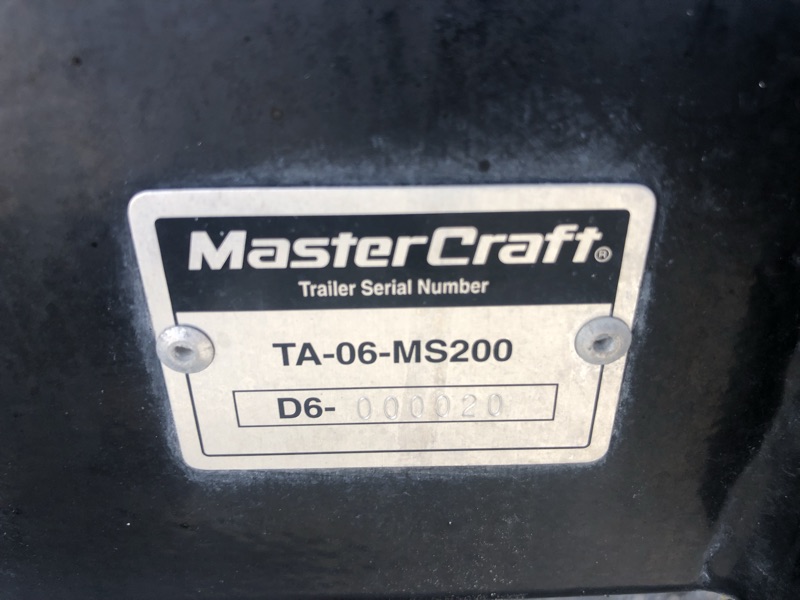 MasterCraft®
Trailer Serial Number
TA-06-MS200
D6- 000020